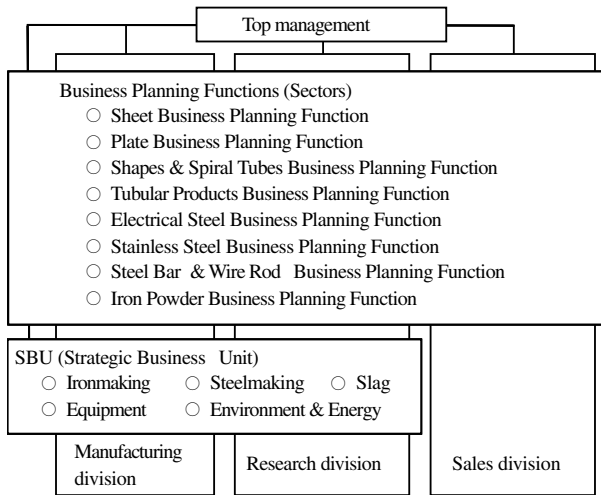 Top management
Business Planning Functions (Sectors)
○ Sheet Business Planning Function
○ Plate Business Planning Function
○ Shapes & Spiral Tubes Business Planning Function
○ Tubular Products Business Planning Function
○ Electrical Steel Business Planning Function
○ Stainless Steel Business Planning Function
○ Steel Bar & Wire Rod Business Planning Function
○ Iron Powder Business Planning Function
SBU (Strategic Business Unit)
○ Ironmaking ○ Steelmaking ○ Slag
○ Equipment ○ Environment & Energy
Manufacturing
division
Research division
Sales division